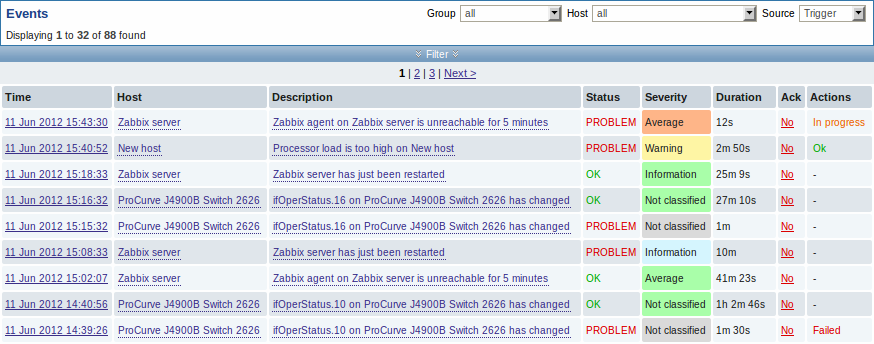 Events Group all Host all Source Trigger
Displaying 1 to 32 of 88 found
Filter
1 | 2 | 3 | Next >
Time Host Description Status Severity Duration Ack Actions
11 Jun 2012 15:43:30 Zabbix server Zabbix agent on Zabbix server is unreachable for 5 minutes PROBLEM Average 12s No In progress
11 Jun 2012 15:40:52 New host Processor load is too high on New host PROBLEM Warning 2m 50s No Ok
11 Jun 2012 15:18:33 Zabbix server Zabbix server has just been restarted OK Information 25m 9s No -
11 Jun 2012 15:16:32 ProCurve J4900B Switch 2626 ifOperStatus.16 on ProCurve J4900B Switch 2626 has changed OK Not classified 27m 10s No -
11 Jun 2012 15:15:32 ProCurve J4900B Switch 2626 ifOperStatus.16 on ProCurve J4900B Switch 2626 has changed PROBLEM Not classified 1m No -
11 Jun 2012 15:08:33 Zabbix server Zabbix server has just been restarted PROBLEM Information 10m No -
11 Jun 2012 15:02:07 Zabbix server Zabbix agent on Zabbix server is unreachable for 5 minutes OK Average 41m 23s No -
11 Jun 2012 14:40:56 ProCurve J4900B Switch 2626 ifOperStatus.10 on ProCurve J4900B Switch 2626 has changed OK Not classified 1h 2m 46s No -
11 Jun 2012 14:39:26 ProCurve J4900B Switch 2626 ifOperStatus.10 on ProCurve J4900B Switch 2626 has changed PROBLEM Not classified 1m 30s No Failed